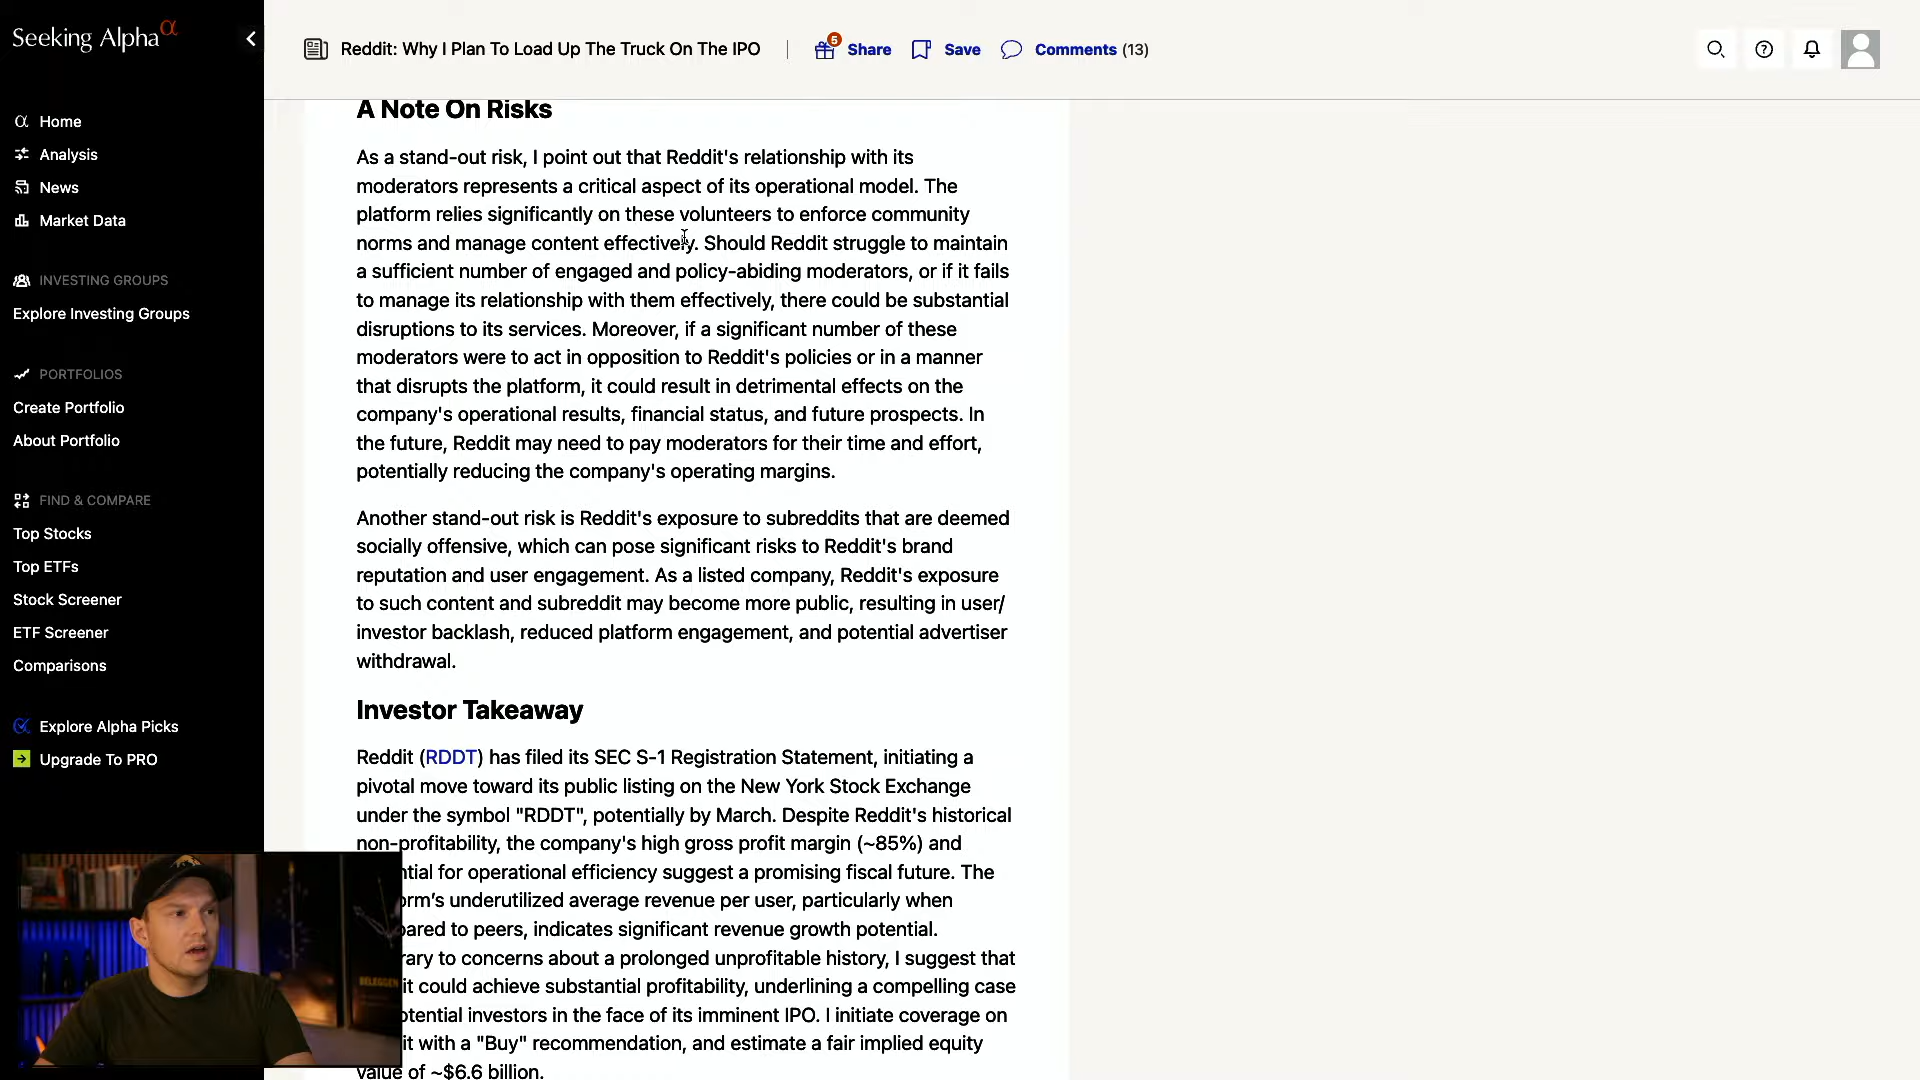 Seeking Alpha α
Home
Analysis
News
Market Data
INVESTING GROUPS
Explore Investing Groups
PORTFOLIOS
Create Portfolio
About Portfolio
FIND & COMPARE
Top Stocks
Top ETFs
Stock Screener
ETF Screener
Comparisons
Explore Alpha Picks
Upgrade To PRO
Reddit: Why I Plan To Load Up The Truck On The IPO
5
Share
Save
Comments (13)
A Note On Risks
As a stand-out risk, I point out that Reddit's relationship with its
moderators represents a critical aspect of its operational model. The
platform relies significantly on these volunteers to enforce community
norms and manage content effectively. Should Reddit struggle to maintain
a sufficient number of engaged and policy-abiding moderators, or if it fails
to manage its relationship with them effectively, there could be substantial
disruptions to its services. Moreover, if a significant number of these
moderators were to act in opposition to Reddit's policies or in a manner
that disrupts the platform, it could result in detrimental effects on the
company's operational results, financial status, and future prospects. In
the future, Reddit may need to pay moderators for their time and effort,
potentially reducing the company's operating margins.
Another stand-out risk is Reddit's exposure to subreddits that are deemed
socially offensive, which can pose significant risks to Reddit's brand
reputation and user engagement. As a listed company, Reddit's exposure
to such content and subreddit may become more public, resulting in user/
investor backlash, reduced platform engagement, and potential advertiser
withdrawal.
Investor Takeaway
Reddit (RDDT) has filed its SEC S-1 Registration Statement, initiating a
pivotal move toward its public listing on the New York Stock Exchange
under the symbol "RDDT", potentially by March. Despite Reddit's historical
non-profitability, the company's high gross profit margin (~85%) and
ntial for operational efficiency suggest a promising fiscal future. The
orm's underutilized average revenue per user, particularly when
pared to peers, indicates significant revenue growth potential.
rary to concerns about a prolonged unprofitable history, I suggest that
it could achieve substantial profitability, underlining a compelling case
otential investors in the face of its imminent IPO. I initiate coverage on
it with a "Buy" recommendation, and estimate a fair implied equity
value of ~$6.6 billion.
BELEGGEN